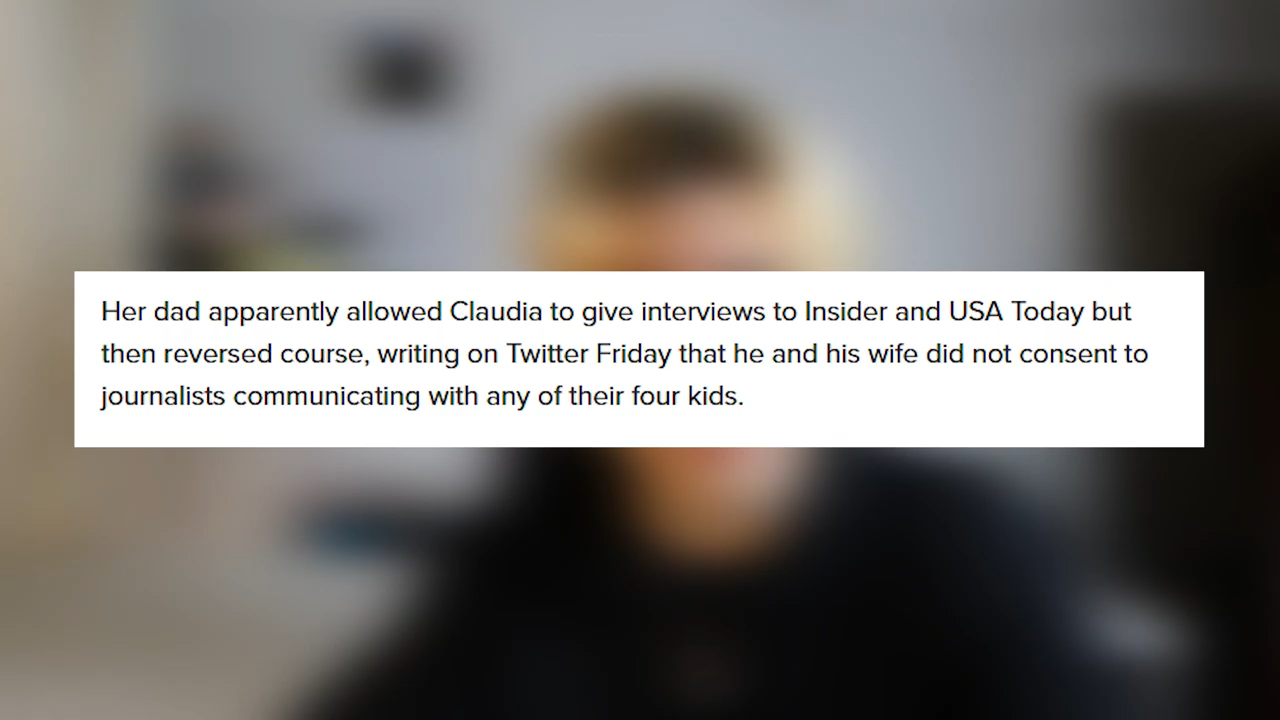 Her dad apparently allowed Claudia to give interviews to Insider and USA Today but
then reversed course, writing on Twitter Friday that he and his wife did not consent to
journalists communicating with any of their four kids.